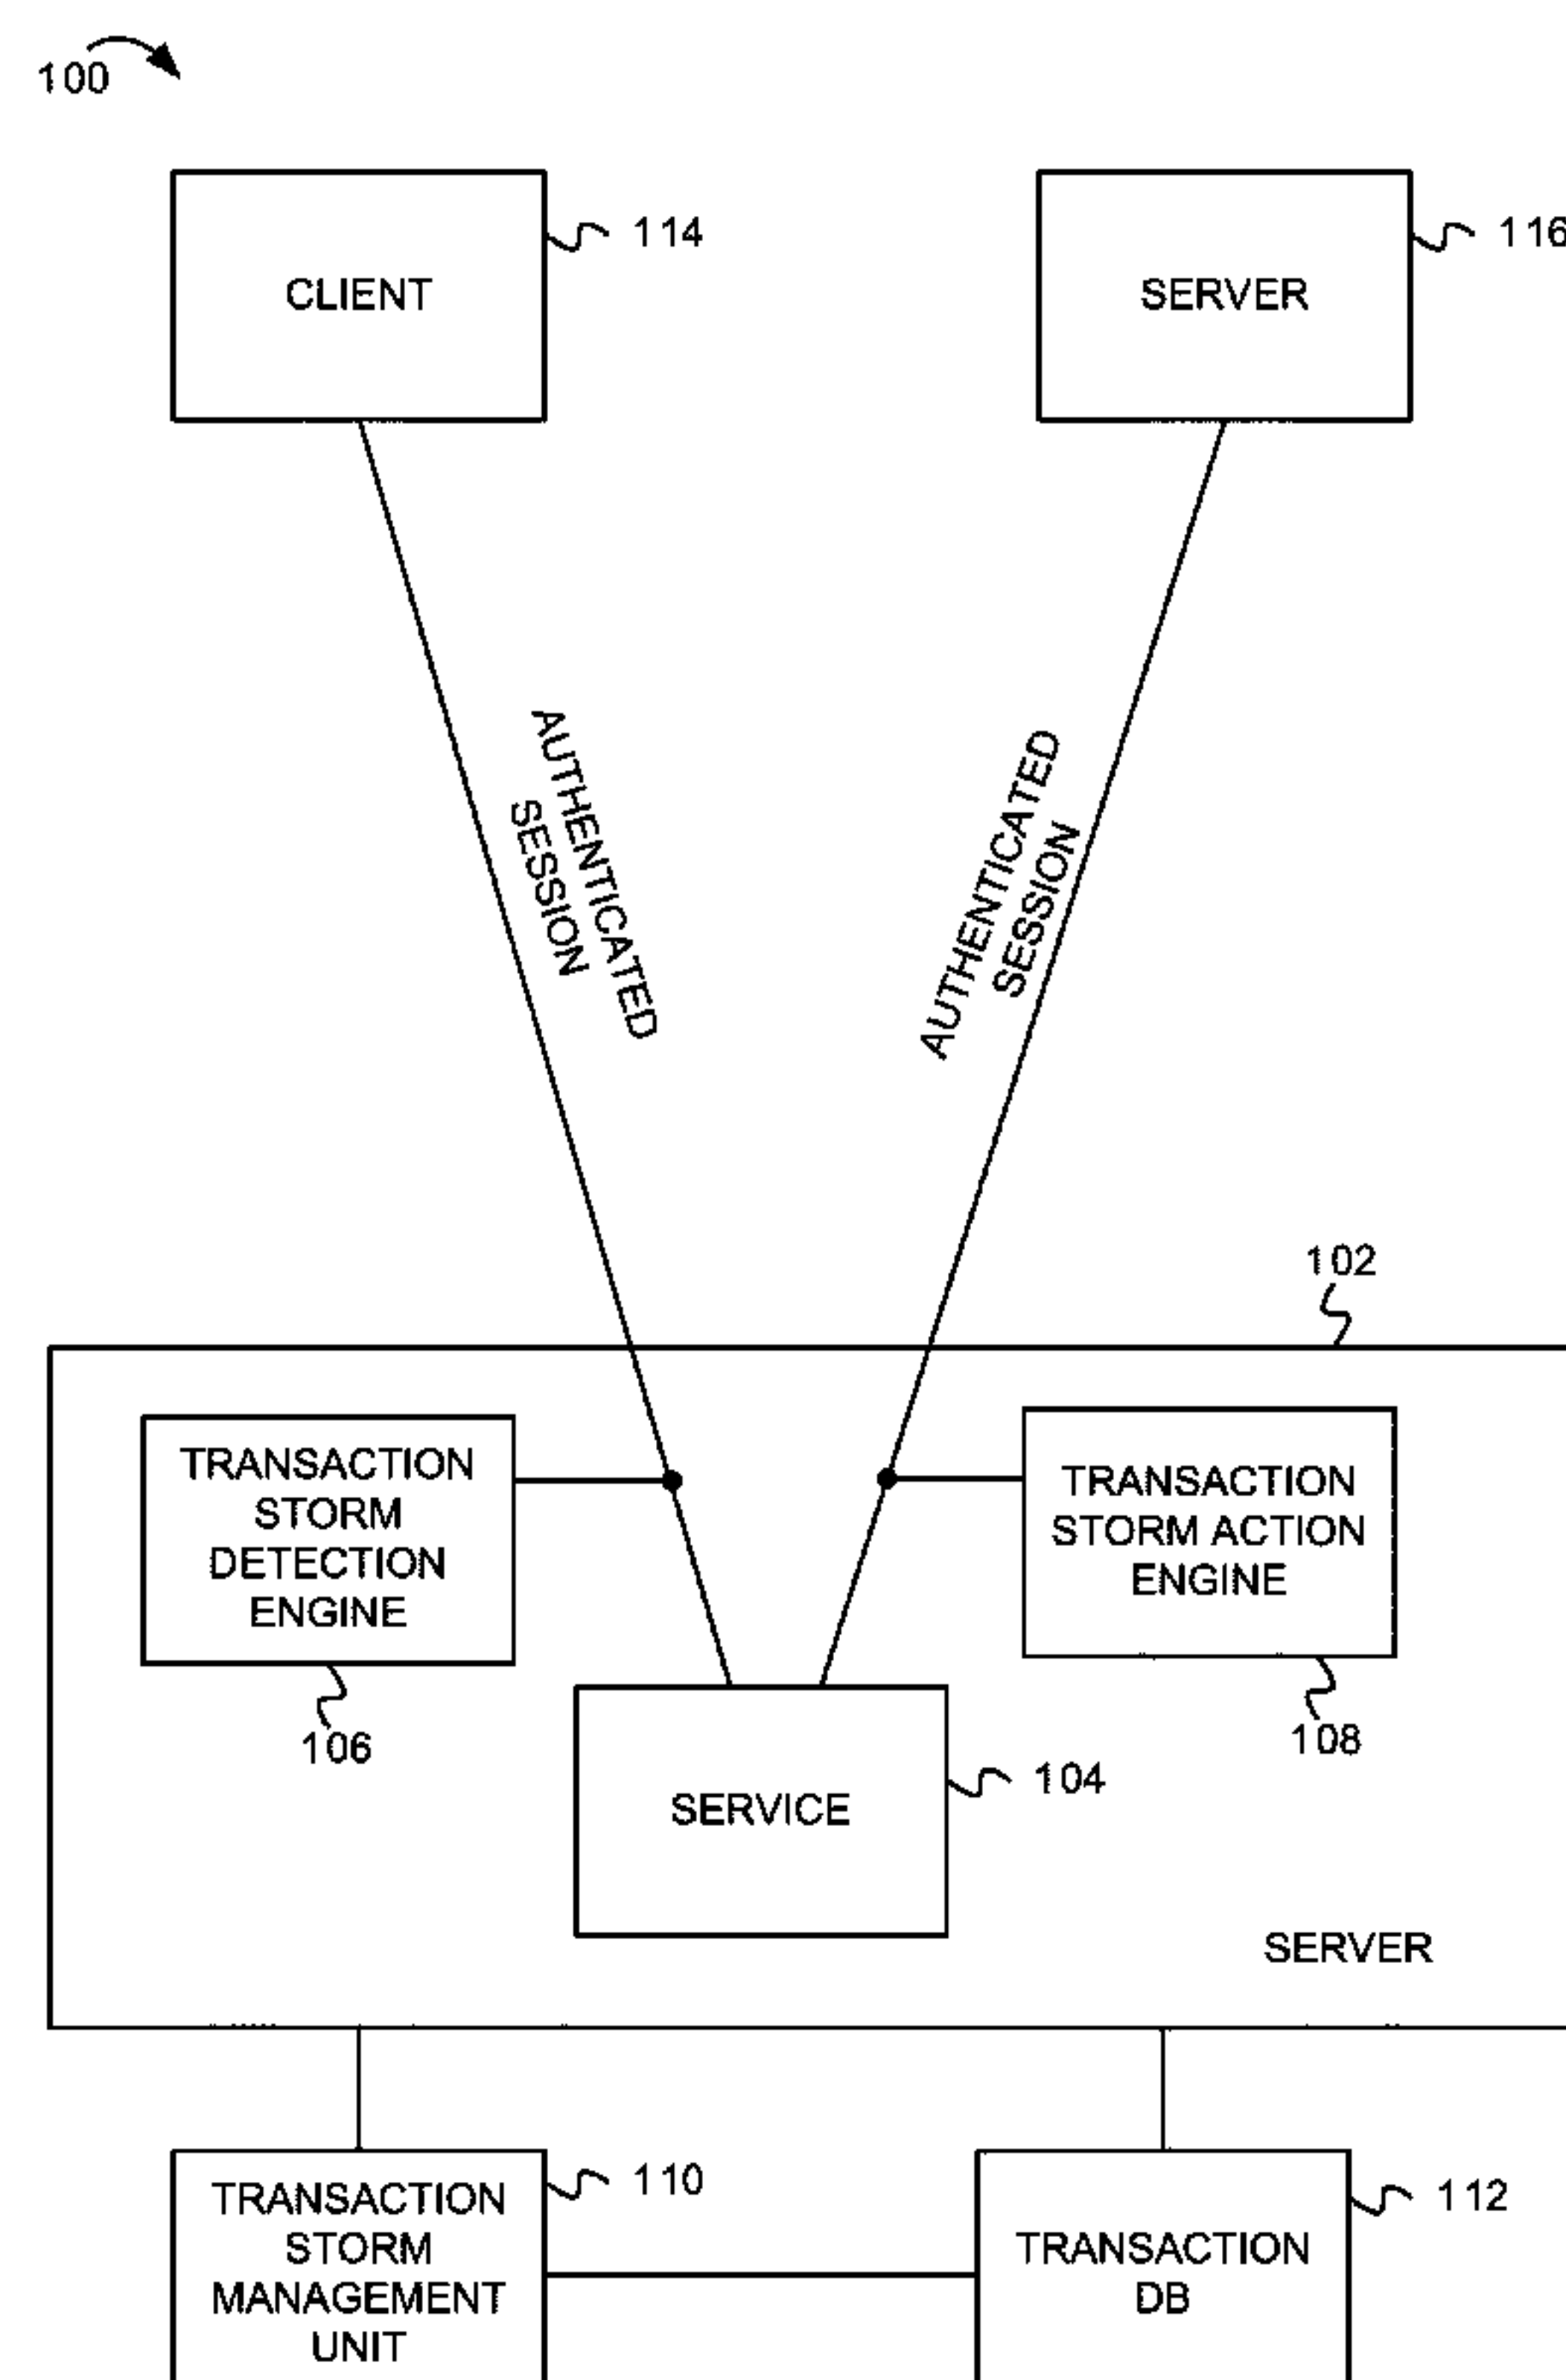 100
CLIENT
114
SERVER
116
AUTHENTICATED
SESSION
AUTHENTICATED
SESSION
102
TRANSACTION
STORM
DETECTION
ENGINE
106
TRANSACTION
STORM ACTION
ENGINE
108
SERVICE
104
SERVER
TRANSACTION
STORM
MANAGEMENT
UNIT
110
TRANSACTION
DB
112